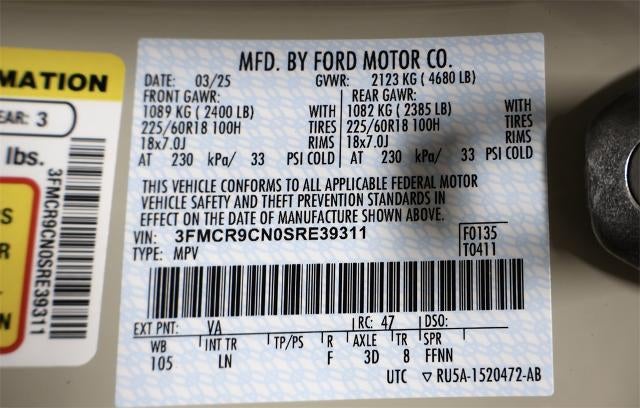 MFD. BY FORD MOTOR CO.
DATE: 03/25 GVWR: 2123 KG ( 4680 LB)
FRONT GAWR: REAR GAWR:
1089 KG ( 2400 LB) WITH 1082 KG ( 2385 LB) WITH
225/60R18 100H TIRES 225/60R18 100H TIRES
18x7.0J RIMS 18x7.0J RIMS
AT 230 kPa/ 33 PSI COLD AT 230 kPa/ 33 PSI COLD
THIS VEHICLE CONFORMS TO ALL APPLICABLE FEDERAL MOTOR
VEHICLE SAFETY AND THEFT PREVENTION STANDARDS IN
EFFECT ON THE DATE OF MANUFACTURE SHOWN ABOVE.
VIN: 3FMCR9CN0SRE39311 F0135
TYPE: MPV T0411
EXT PNT: VA RC: 47 DSO:
WB INT TR TP/PS R AXLE TR SPR
105 LN F 3D 8 FFNN
UTC ▽ RU5A-1520472-AB
MATION
EAR: 3
lbs.
3FMCR9CN0SRE39311
S
R
N